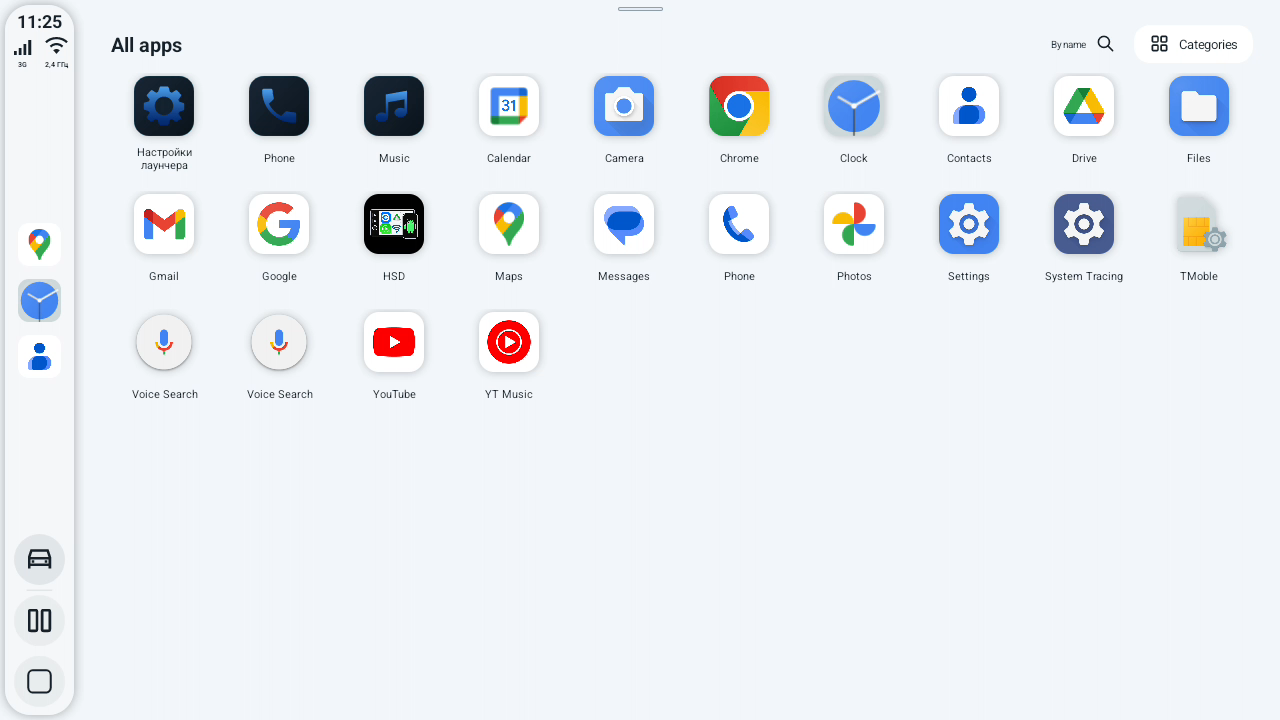 11:25
3G
2,4 ГГц
All apps
By name
Categories
Настройки
лаунчера
Phone
Music
31
Calendar
Camera
Chrome
Clock
Contacts
Drive
Files
Gmail
Google
HSD
Maps
Messages
Phone
Photos
Settings
System Tracing
TMoble
Voice Search
Voice Search
YouTube
YT Music